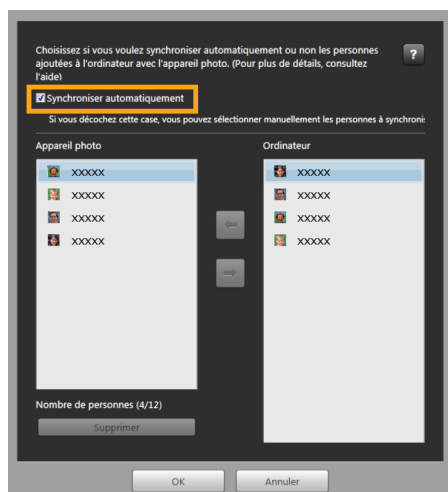 Choisissez si vous voulez synchroniser automatiquement ou non les personnes
ajoutées à l'ordinateur avec l'appareil photo. (Pour plus de détails, consultez
l'aide)
?
Synchroniser automatiquement
Si vous décochez cette case, vous pouvez sélectionner manuellement les personnes à synchronis
Appareil photo
Ordinateur
XXXXX
XXXXX
XXXXX
XXXXX
XXXXX
XXXXX
XXXXX
XXXXX
Nombre de personnes (4/12)
Supprimer
OK
Annuler